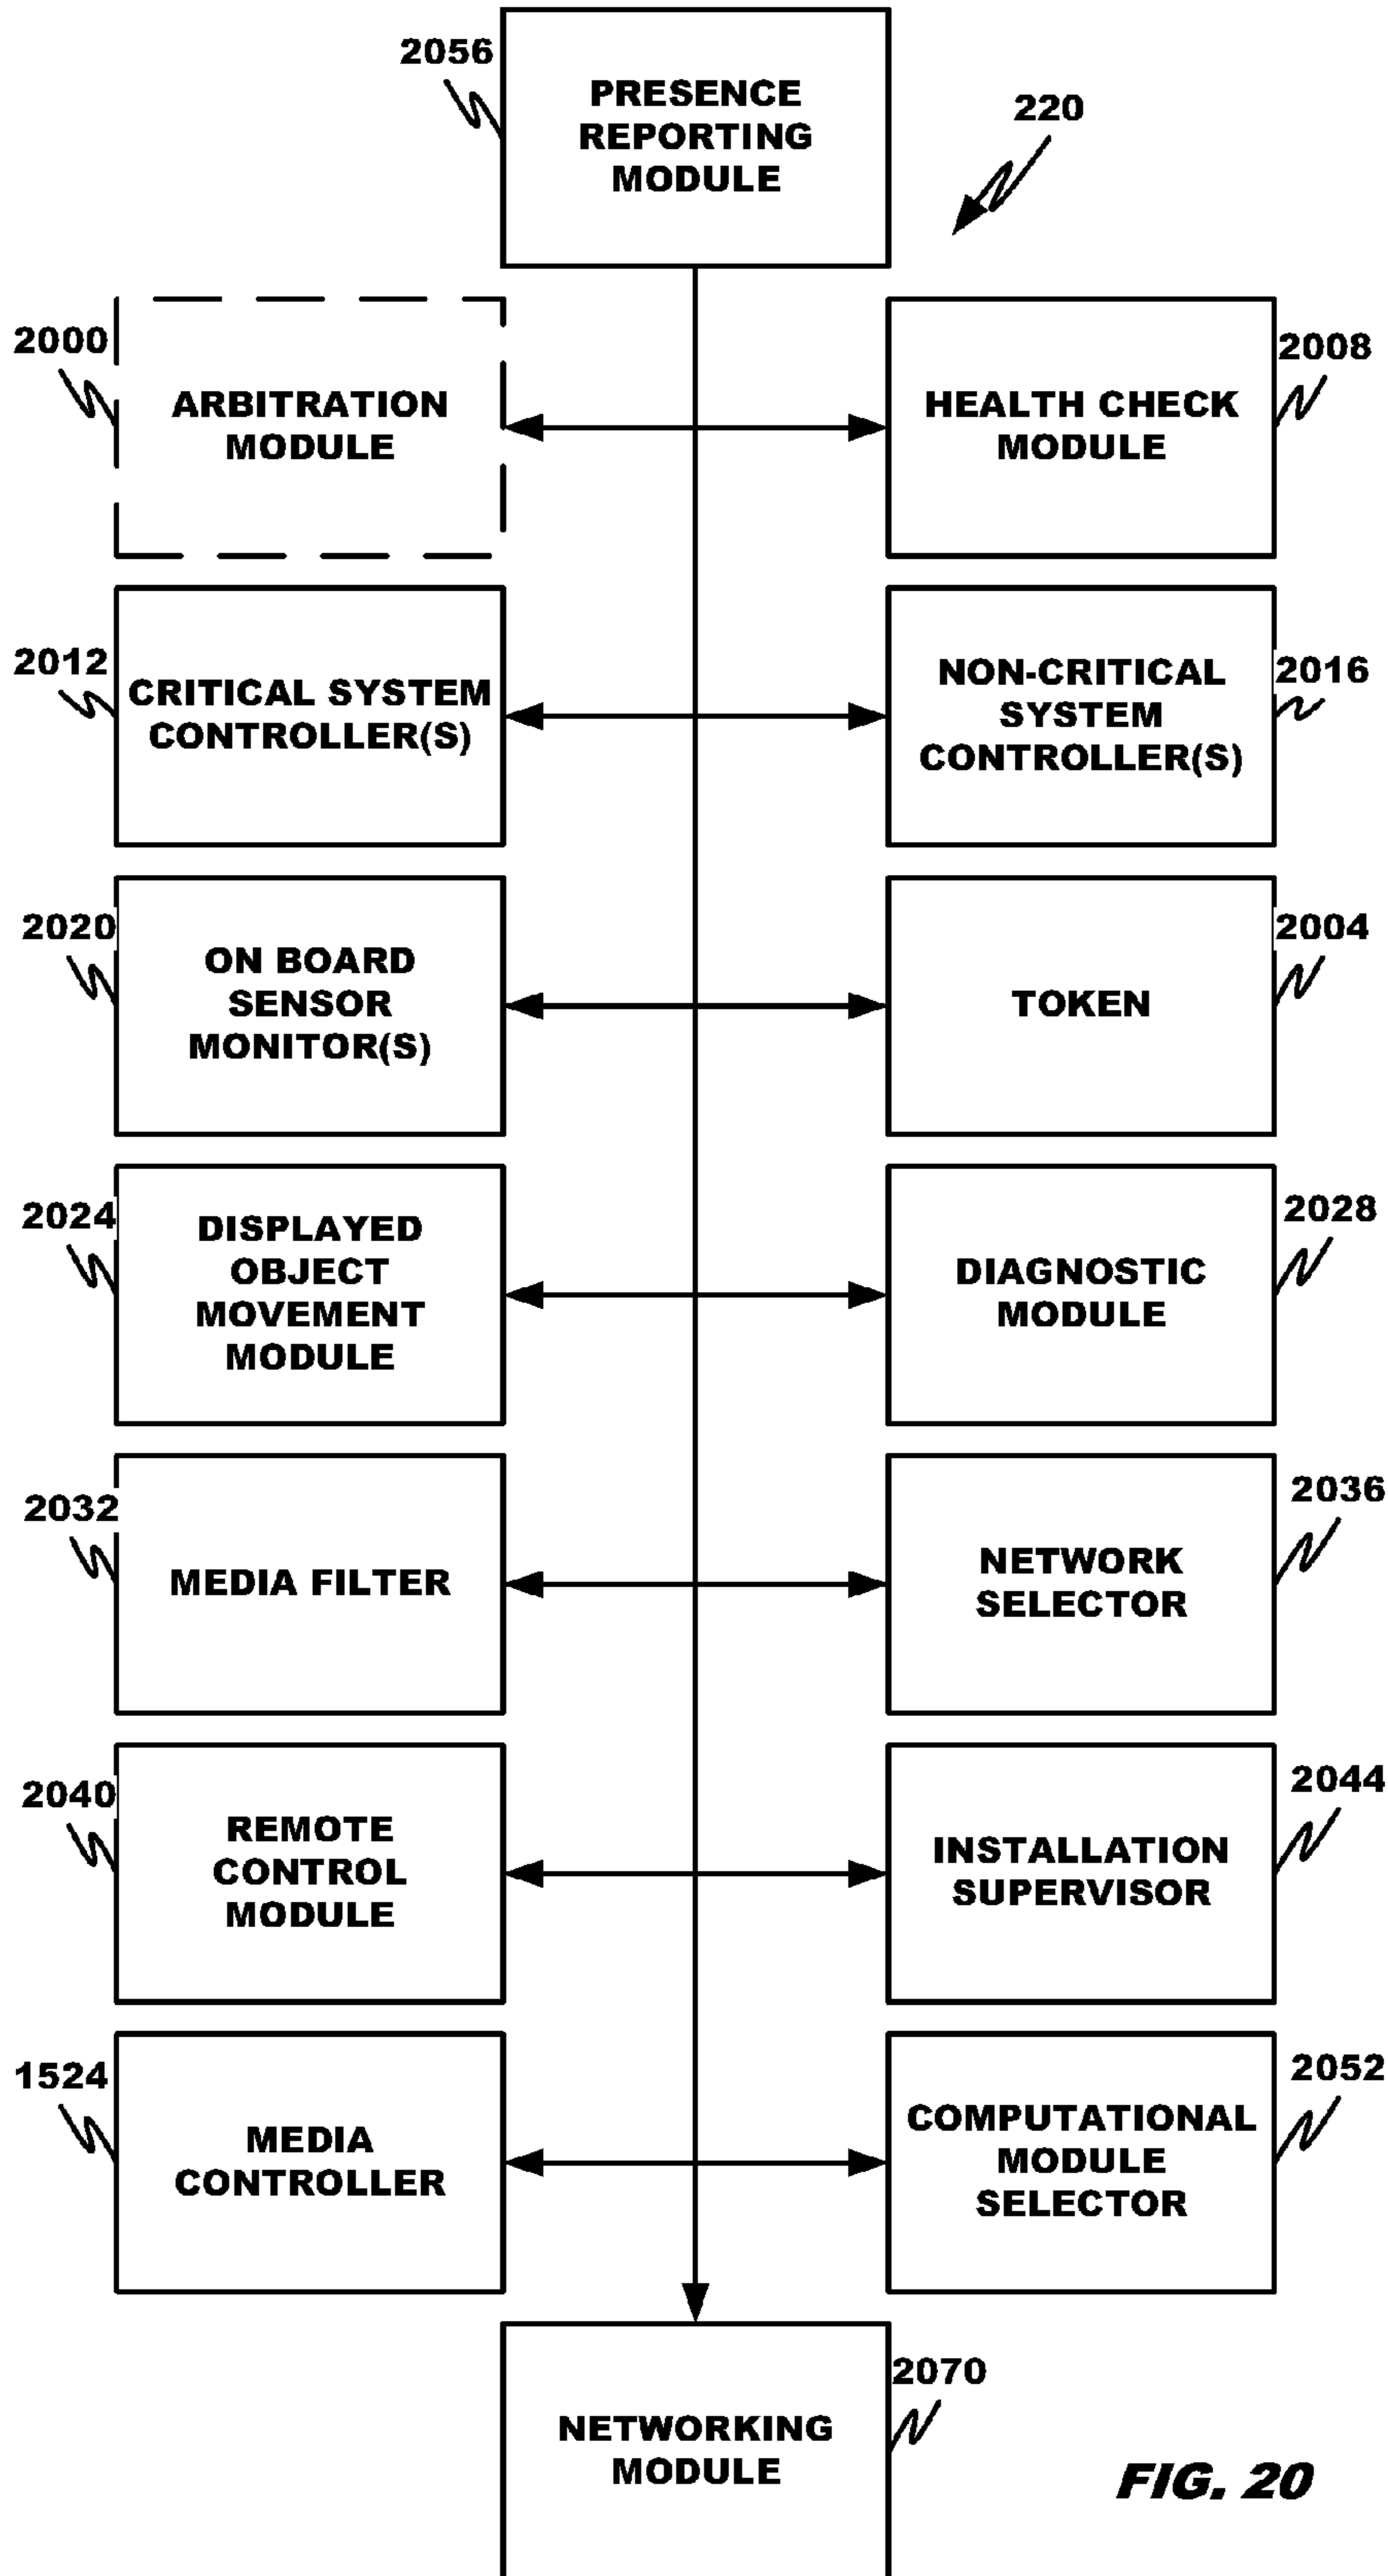 2056
PRESENCE
REPORTING
MODULE
220
2000
ARBITRATION
MODULE
HEALTH CHECK
MODULE
2008
2012
CRITICAL SYSTEM
CONTROLLER(S)
NON-CRITICAL
SYSTEM
CONTROLLER(S)
2016
2020
ON BOARD
SENSOR
MONITOR(S)
TOKEN
2004
2024
DISPLAYED
OBJECT
MOVEMENT
MODULE
DIAGNOSTIC
MODULE
2028
2032
MEDIA FILTER
NETWORK
SELECTOR
2036
2040
REMOTE
CONTROL
MODULE
INSTALLATION
SUPERVISOR
2044
1524
MEDIA
CONTROLLER
COMPUTATIONAL
MODULE
SELECTOR
2052
NETWORKING
MODULE
2070
FIG. 20